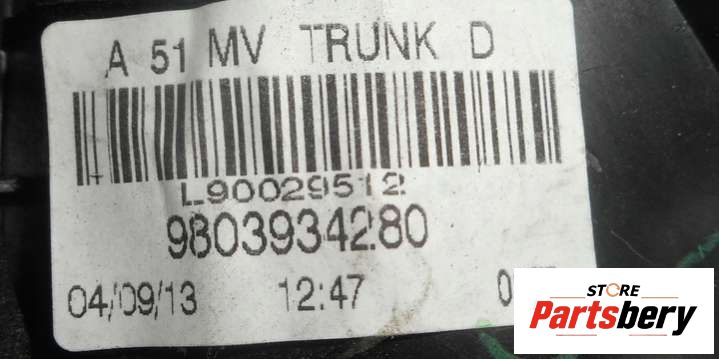 A 51 MV TRUNK D
L90029512
9803934280
04/09/13 12:47
STORE
Partsbery